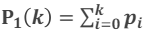 P₁(k) = ∑ᵢ₌₀ᵏ pᵢ